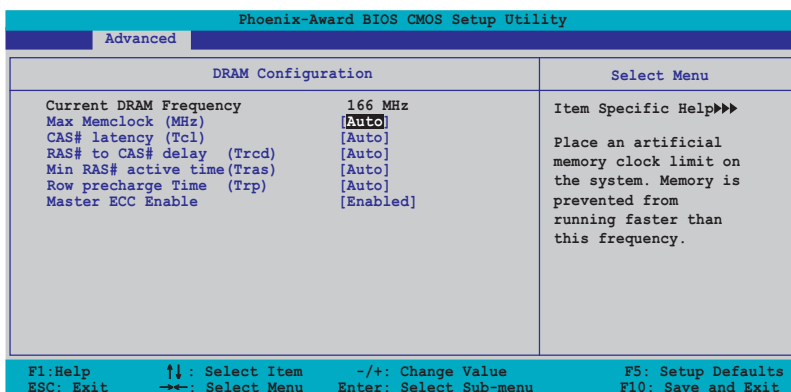 Phoenix-Award BIOS CMOS Setup Utility
Advanced
DRAM Configuration
Select Menu
Current DRAM Frequency 166 MHz
Max Memclock (MHz) [Auto]
CAS# latency (Tcl) [Auto]
RAS# to CAS# delay (Trcd) [Auto]
Min RAS# active time(Tras) [Auto]
Row precharge Time (Trp) [Auto]
Master ECC Enable [Enabled]
Item Specific Help▶▶▶
Place an artificial
memory clock limit on
the system. Memory is
prevented from
running faster than
this frequency.
F1:Help ↑↓ : Select Item -/+: Change Value F5: Setup Defaults
ESC: Exit →←: Select Menu Enter: Select Sub-menu F10: Save and Exit